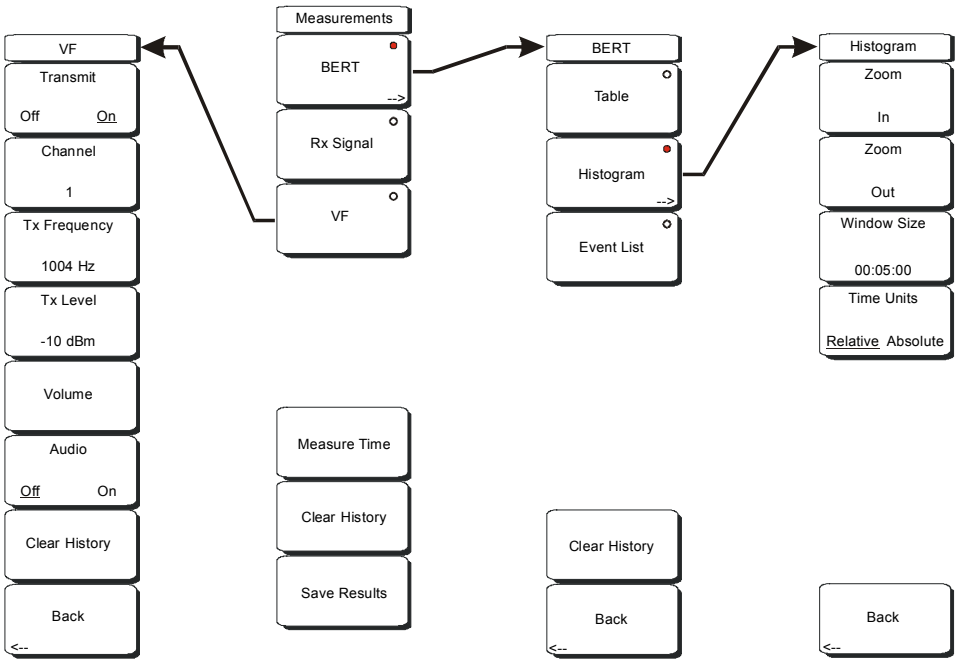 VF
Transmit
Off On
Channel
1
Tx Frequency
1004 Hz
Tx Level
-10 dBm
Volume
Audio
Off On
Clear History
Back
<--
Measurements
BERT
-->
Rx Signal
VF
Measure Time
Clear History
Save Results
BERT
Table
Histogram
-->
Event List
Clear History
Back
<--
Histogram
Zoom
In
Zoom
Out
Window Size
00:05:00
Time Units
Relative Absolute
Back
<--